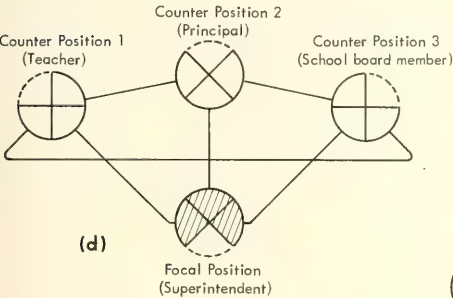 Counter Position 2
(Principal)
Counter Position 1
(Teacher)
Counter Position 3
(School board member)
(d)
Focal Position
(Superintendent)